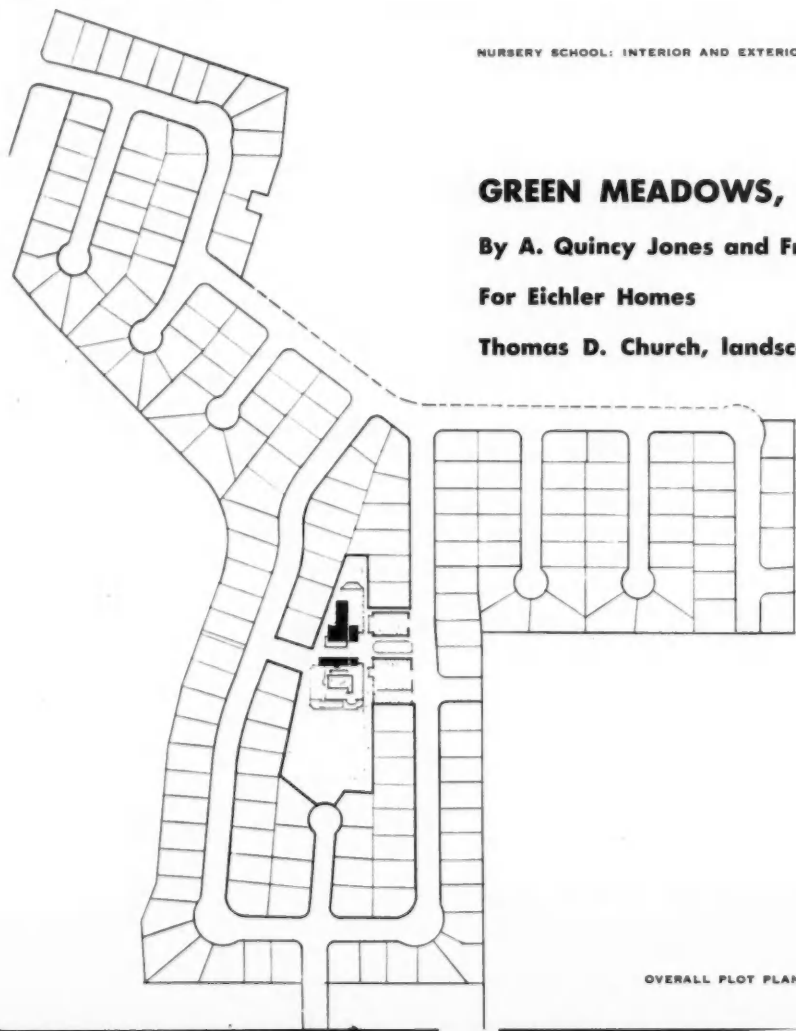 NURSERY SCHOOL: INTERIOR AND EXTERIO
GREEN MEADOWS,
By A. Quincy Jones and Fr
For Eichler Homes
Thomas D. Church, landsc
OVERALL PLOT PLAN